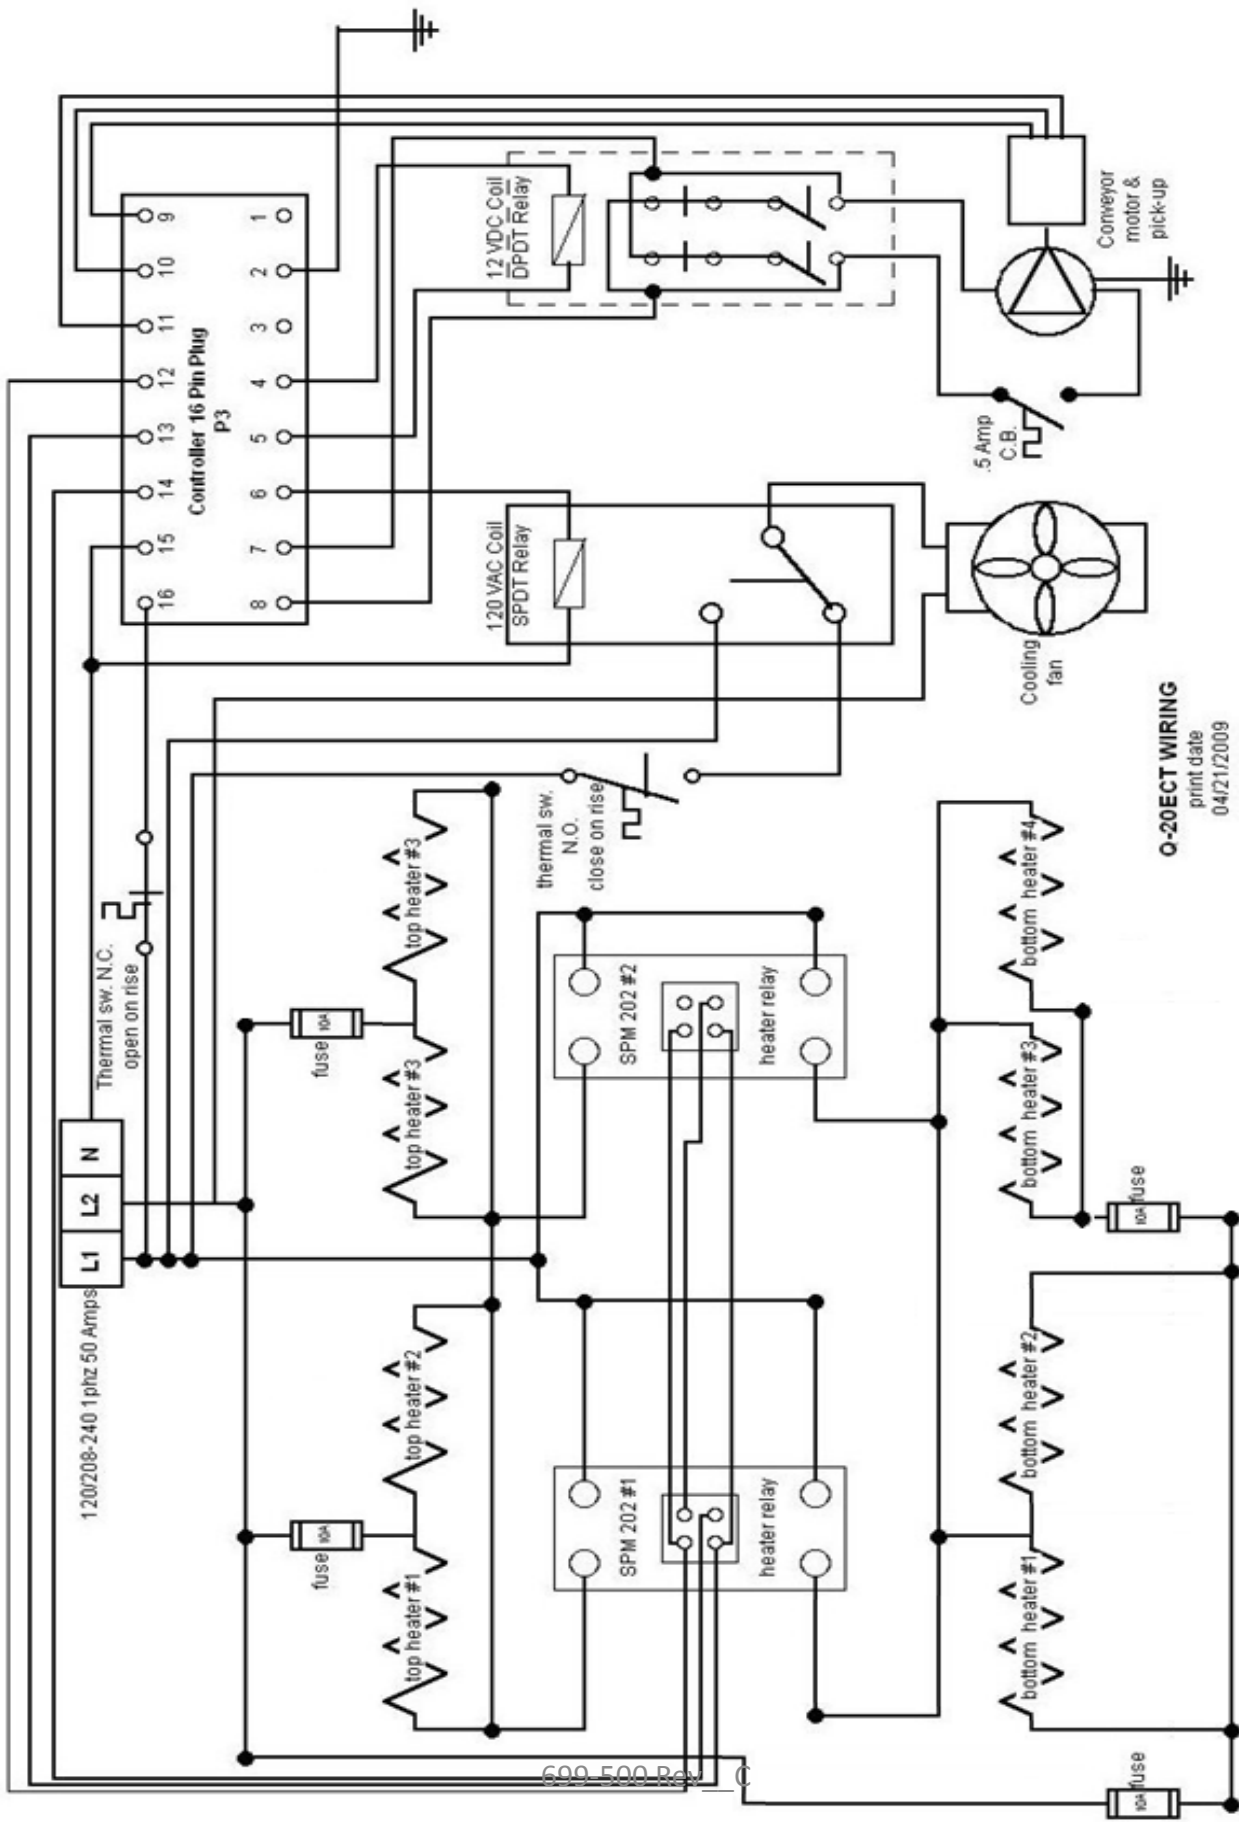 9
10
11
12
13
14
15
16
1
2
3
4
5
6
7
8
Controller 16 Pin Plug
P3
12 VDC Coil
DPDT Relay
Conveyor
motor &
pick-up
.5 Amp
C.B.
120 VAC Coil
SPDT Relay
Cooling
fan
Thermal sw. N.C.
open on rise
thermal sw.
N.O.
close on rise
L1
L2
N
120/208-240 1phz 50 Amps
10A
fuse
10A
fuse
top heater #1
top heater #2
top heater #3
top heater #3
SPM 202 #1
heater relay
SPM 202 #2
heater relay
bottom heater #1
bottom heater #2
bottom heater #3
bottom heater #4
10A
fuse
10A
fuse
Q-20ECT WIRING
print date
04/21/2009
699-500 Rev__C